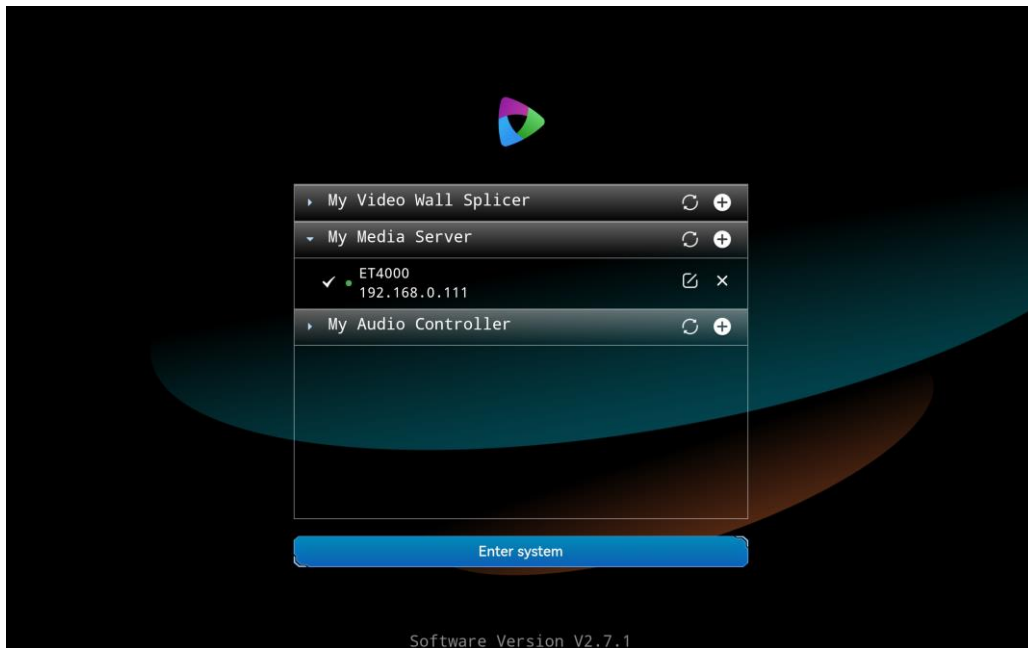 My Video Wall Splicer
My Media Server
ET4000
192.168.0.111
My Audio Controller
Enter system
Software Version V2.7.1